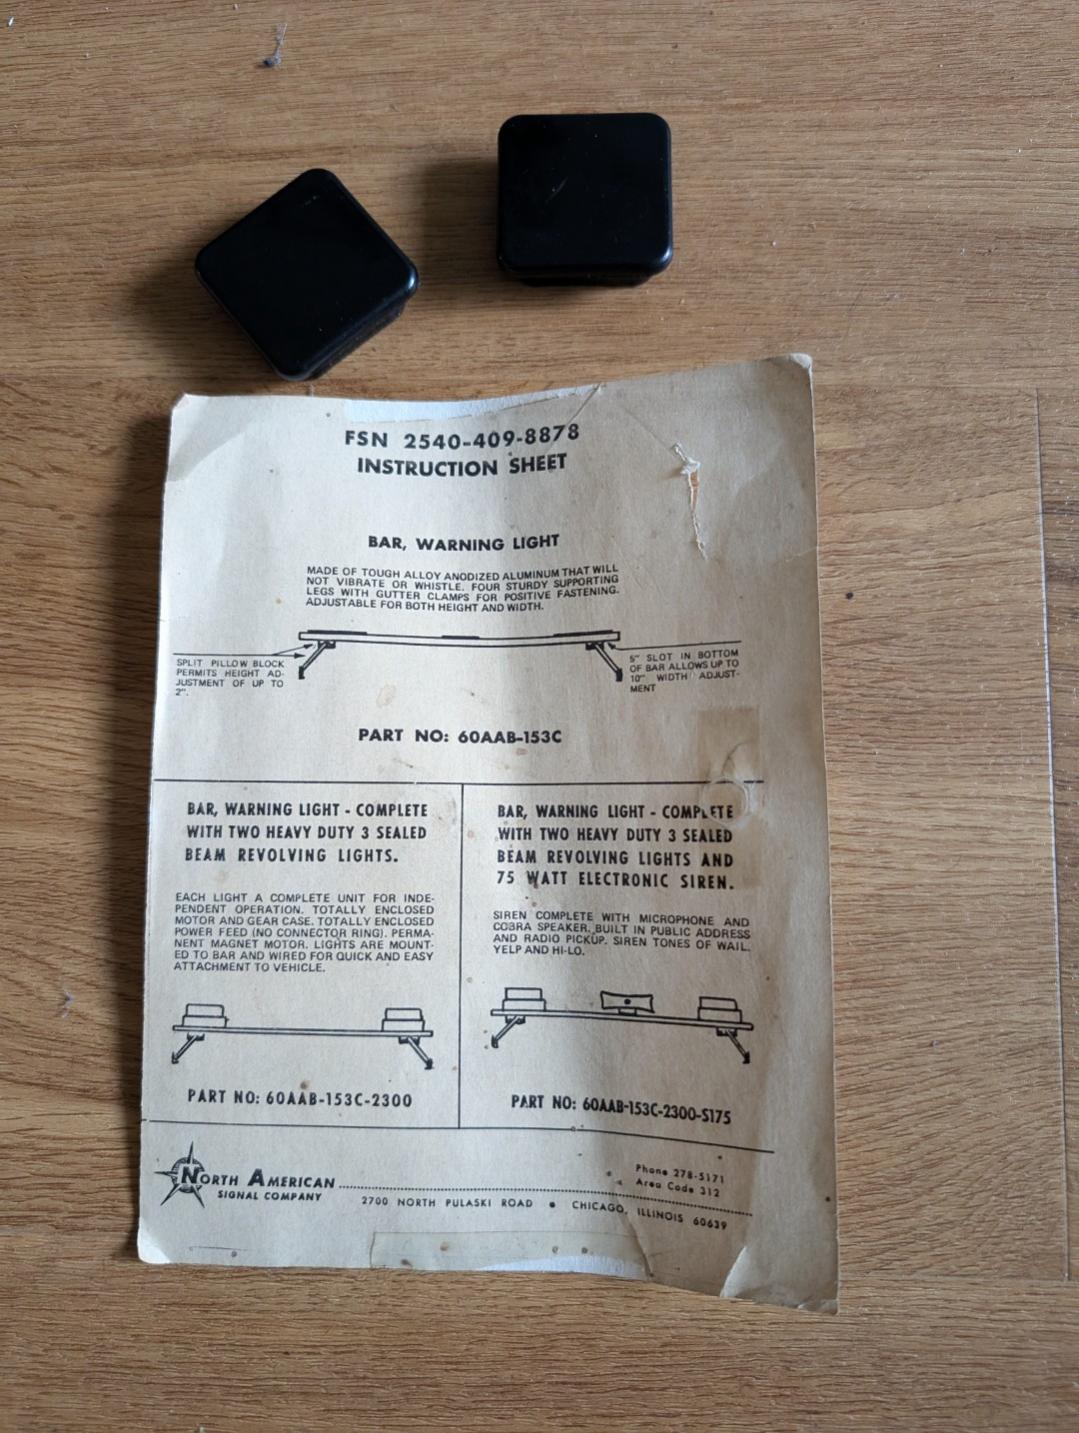 FSN 2540-409-8878
INSTRUCTION SHEET
BAR, WARNING LIGHT
MADE OF TOUGH ALLOY ANODIZED ALUMINUM THAT WILL
NOT VIBRATE OR WHISTLE. FOUR STURDY SUPPORTING
LEGS WITH GUTTER CLAMPS FOR POSITIVE FASTENING.
ADJUSTABLE FOR BOTH HEIGHT AND WIDTH.
SPLIT PILLOW BLOCK
PERMITS HEIGHT AD-
JUSTMENT OF UP TO
2".
5" SLOT IN BOTTOM
OF BAR ALLOWS UP TO
10" WIDTH ADJUST-
MENT
PART NO: 60AAB-153C
BAR, WARNING LIGHT - COMPLETE
WITH TWO HEAVY DUTY 3 SEALED
BEAM REVOLVING LIGHTS.
EACH LIGHT A COMPLETE UNIT FOR INDE-
PENDENT OPERATION. TOTALLY ENCLOSED
MOTOR AND GEAR CASE. TOTALLY ENCLOSED
POWER FEED (NO CONNECTOR RING). PERMA-
NENT MAGNET MOTOR. LIGHTS ARE MOUNT-
ED TO BAR AND WIRED FOR QUICK AND EASY
ATTACHMENT TO VEHICLE.
PART NO: 60AAB-153C-2300
BAR, WARNING LIGHT - COMPLETE
WITH TWO HEAVY DUTY 3 SEALED
BEAM REVOLVING LIGHTS AND
75 WATT ELECTRONIC SIREN.
SIREN COMPLETE WITH MICROPHONE AND
COBRA SPEAKER. BUILT IN PUBLIC ADDRESS
AND RADIO PICKUP. SIREN TONES OF WAIL,
YELP AND HI-LO.
PART NO: 60AAB-153C-2300-S175
NORTH AMERICAN
SIGNAL COMPANY
Phone 278-5171
Area Code 312
2700 NORTH PULASKI ROAD • CHICAGO, ILLINOIS 60639